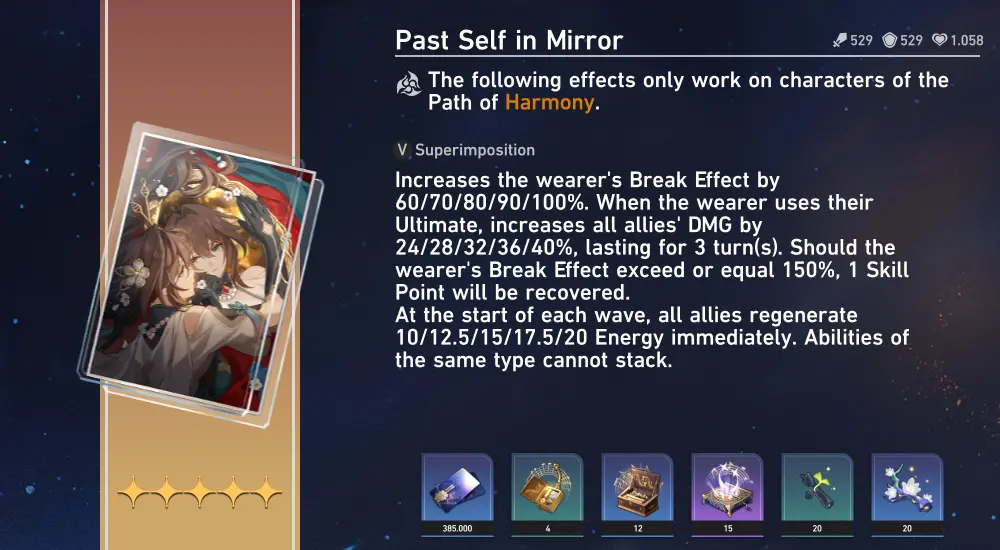 Past Self in Mirror
529 529 1.058
The following effects only work on characters of the
Path of Harmony.
V Superimposition
Increases the wearer's Break Effect by
60/70/80/90/100%. When the wearer uses their
Ultimate, increases all allies' DMG by
24/28/32/36/40%, lasting for 3 turn(s). Should the
wearer's Break Effect exceed or equal 150%, 1 Skill
Point will be recovered.
At the start of each wave, all allies regenerate
10/12.5/15/17.5/20 Energy immediately. Abilities of
the same type cannot stack.
385.000 4 12 15 20 20